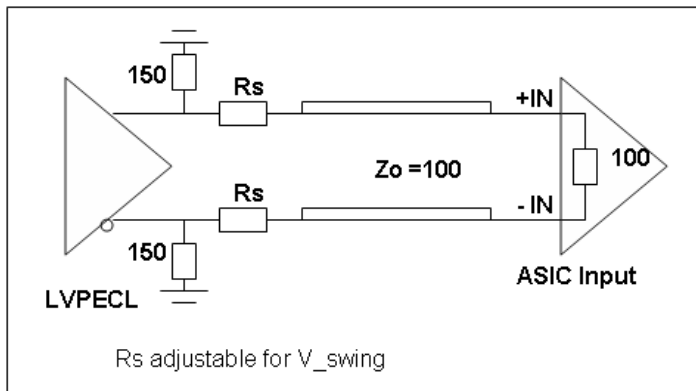 150
Rs
+IN
100
Zo =100
Rs
- IN
150
ASIC Input
LVPECL
Rs adjustable for V_swing